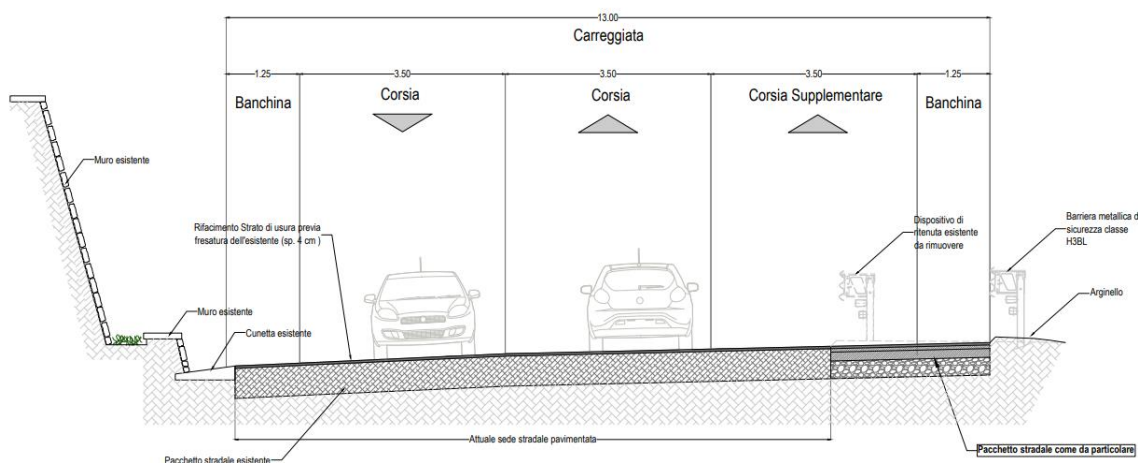 13.00
Carreggiata
1.25
3.50
3.50
3.50
1.25
Banchina
Corsia
Corsia
Corsia Supplementare
Banchina
Muro esistente
Rifacimento Strato di usura previa
fresatura dell'esistente (sp. 4 cm )
Dispositivo di
ritenuta esistente
da rimuovere
Barriera metallica di
sicurezza classe
H3BL
Arginello
Muro esistente
Cunetta esistente
Attuale sede stradale pavimentata
Pacchetto stradale esistente
Pacchetto stradale come da particolare